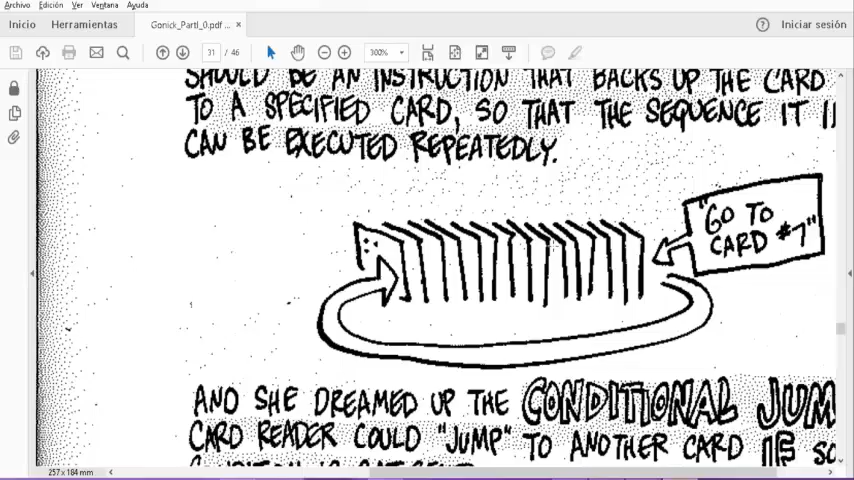 Archivo Edición Ver Ventana Ayuda
Inicio Herramientas Gonick_PartI_0.pdf ... × Iniciar sesión
31 / 46 300%
SHOULD BE AN INSTRUCTION THAT BACKS UP THE CARD
TO A SPECIFIED CARD, SO THAT THE SEQUENCE IT
CAN BE EXECUTED REPEATEDLY.
"GO TO
CARD #7"
AND SHE DREAMED UP THE CONDITIONAL JUM
CARD READER COULD "JUMP" TO ANOTHER CARD IF SO
257 x 184 mm